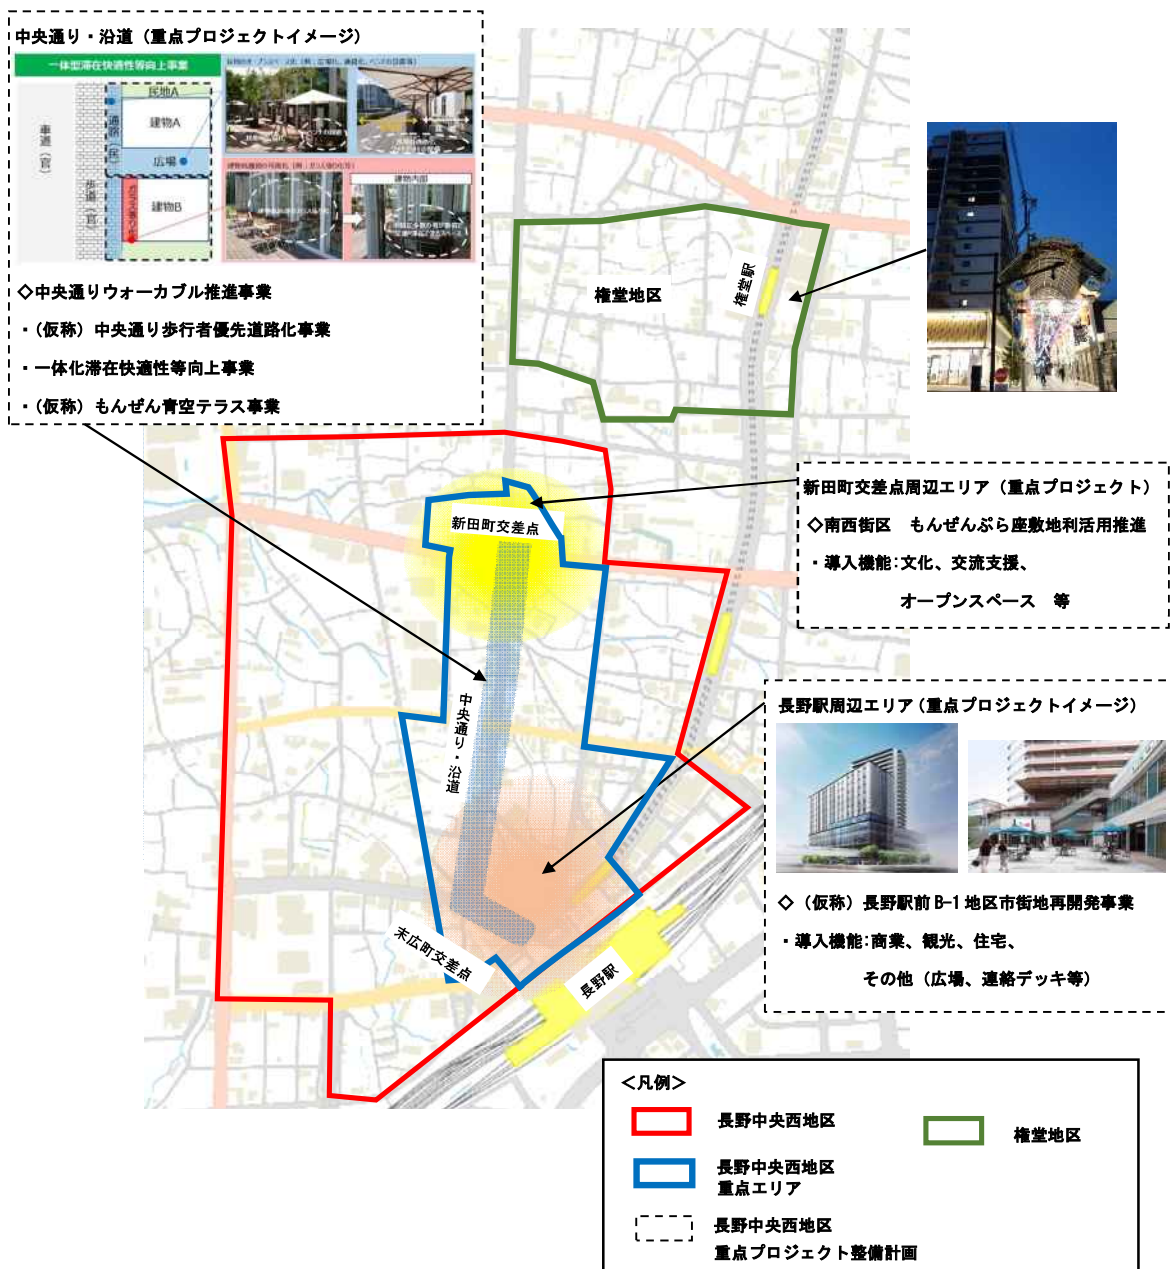 中央通り・沿道（重点プロジェクトイメージ）
一体型滞在快適性等向上事業
民地A
建物A
広場
建物B
車道（官）
歩道（官）
通路（民）
ガラス張り化
建物内部
◇中央通りウォーカブル推進事業
・（仮称）中央通り歩行者優先道路化事業
・一体化滞在快適性等向上事業
・（仮称）もんぜん青空テラス事業
権堂地区
権堂駅
新田町交差点周辺エリア（重点プロジェクト）
◇南西街区　もんぜんぷら座敷地利活用推進
・導入機能:文化、交流支援、
オープンスペース　等
新田町交差点
中央通り・沿道
長野駅周辺エリア（重点プロジェクトイメージ）
◇（仮称）長野駅前B-1地区市街地再開発事業
・導入機能:商業、観光、住宅、
その他（広場、連絡デッキ等）
末広町交差点
長野駅
＜凡例＞
長野中央西地区
権堂地区
長野中央西地区
重点エリア
長野中央西地区
重点プロジェクト整備計画